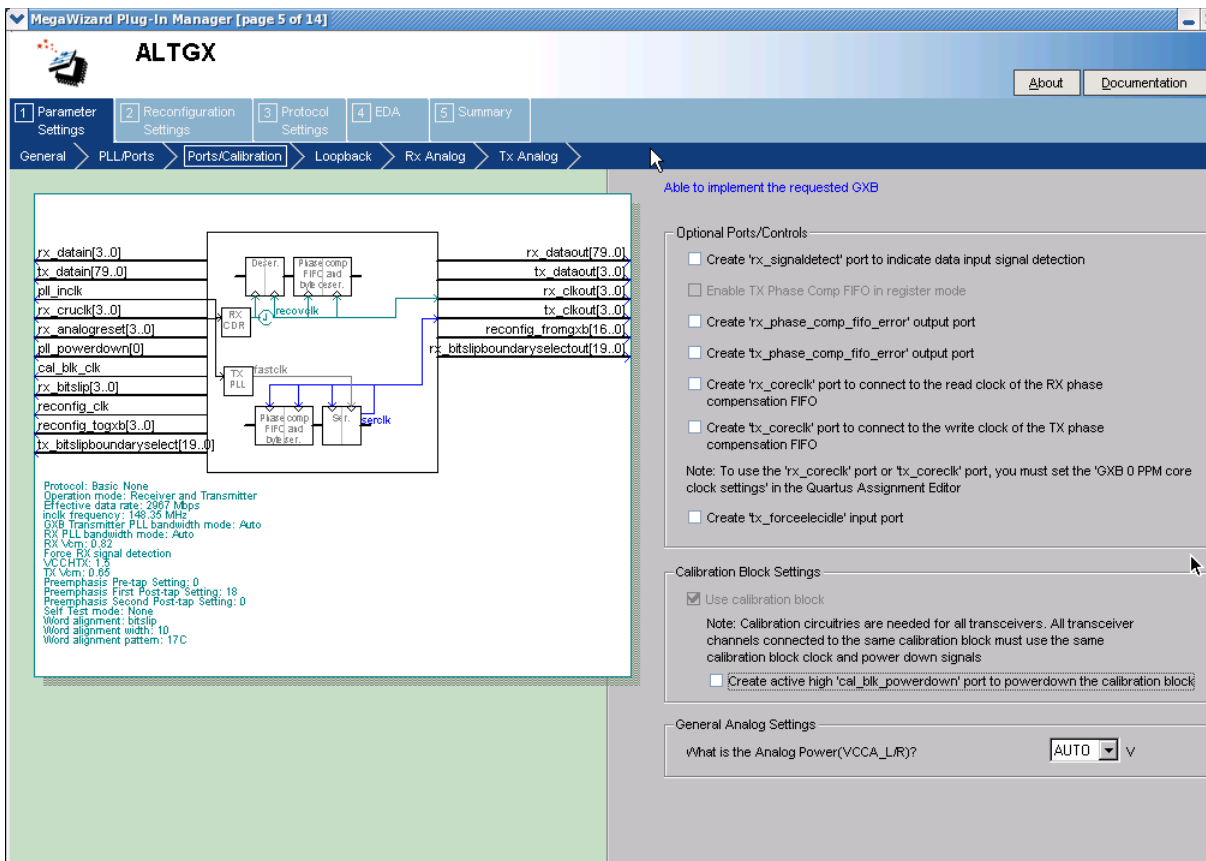 MegaWizard Plug-In Manager [page 5 of 14]
ALTGX
About
Documentation
1 Parameter Settings
2 Reconfiguration Settings
3 Protocol Settings
4 EDA
5 Summary
General
PLL/Ports
Ports/Calibration
Loopback
Rx Analog
Tx Analog
rx_datain[3..0]
tx_datain[79..0]
pll_inclk
rx_cruclk[3..0]
rx_analogreset[3..0]
pll_powerdown[0]
cal_blk_clk
rx_bitslip[3..0]
reconfig_clk
reconfig_togxb[3..0]
tx_bitslipboundaryselect[19..0]
Deser.
Phase comp
FIFO and
byte deser.
RX
CDR
recovclk
TX
PLL
fastclk
Phase comp
FIFO and
byte ser.
Ser.
serclk
rx_dataout[79..0]
tx_dataout[3..0]
rx_clkout[3..0]
tx_clkout[3..0]
reconfig_fromgxb[16..0]
rx_bitslipboundaryselectout[19..0]
Protocol: Basic None
Operation mode: Receiver and Transmitter
Effective data rate: 2967 Mbps
inclk frequency: 148.35 MHz
GXB Transmitter PLL bandwidth mode: Auto
RX PLL bandwidth mode: Auto
RX Vcm: 0.82
Force RX signal detection
VCCHTX: 1.5
TX Vcm: 0.65
Preemphasis Pre-tap Setting: 0
Preemphasis First Post-tap Setting: 18
Preemphasis Second Post-tap Setting: 0
Self Test mode: None
Word alignment: bitslip
Word alignment width: 10
Word alignment pattern: 17C
Able to implement the requested GXB
Optional Ports/Controls
Create 'rx_signaldetect' port to indicate data input signal detection
Enable TX Phase Comp FIFO in register mode
Create 'rx_phase_comp_fifo_error' output port
Create 'tx_phase_comp_fifo_error' output port
Create 'rx_coreclk' port to connect to the read clock of the RX phase
compensation FIFO
Create 'tx_coreclk' port to connect to the write clock of the TX phase
compensation FIFO
Note: To use the 'rx_coreclk' port or 'tx_coreclk' port, you must set the 'GXB 0 PPM core
clock settings' in the Quartus Assignment Editor
Create 'tx_forceelecidle' input port
Calibration Block Settings
Use calibration block
Note: Calibration circuitries are needed for all transceivers. All transceiver
channels connected to the same calibration block must use the same
calibration block clock and power down signals
Create active high 'cal_blk_powerdown' port to powerdown the calibration block
General Analog Settings
What is the Analog Power(VCCA_L/R)?
AUTO
V